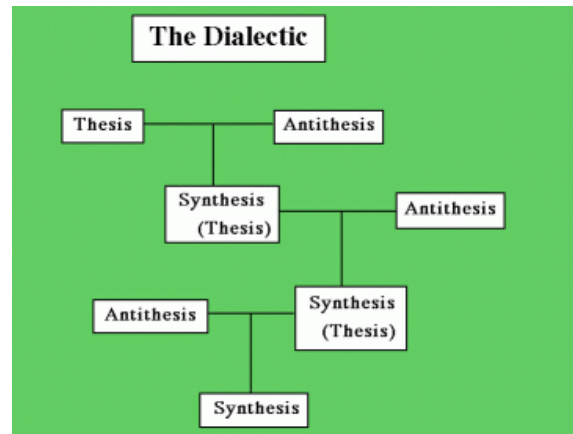 The Dialectic
Thesis
Antithesis
Synthesis
(Thesis)
Antithesis
Antithesis
Synthesis
(Thesis)
Synthesis